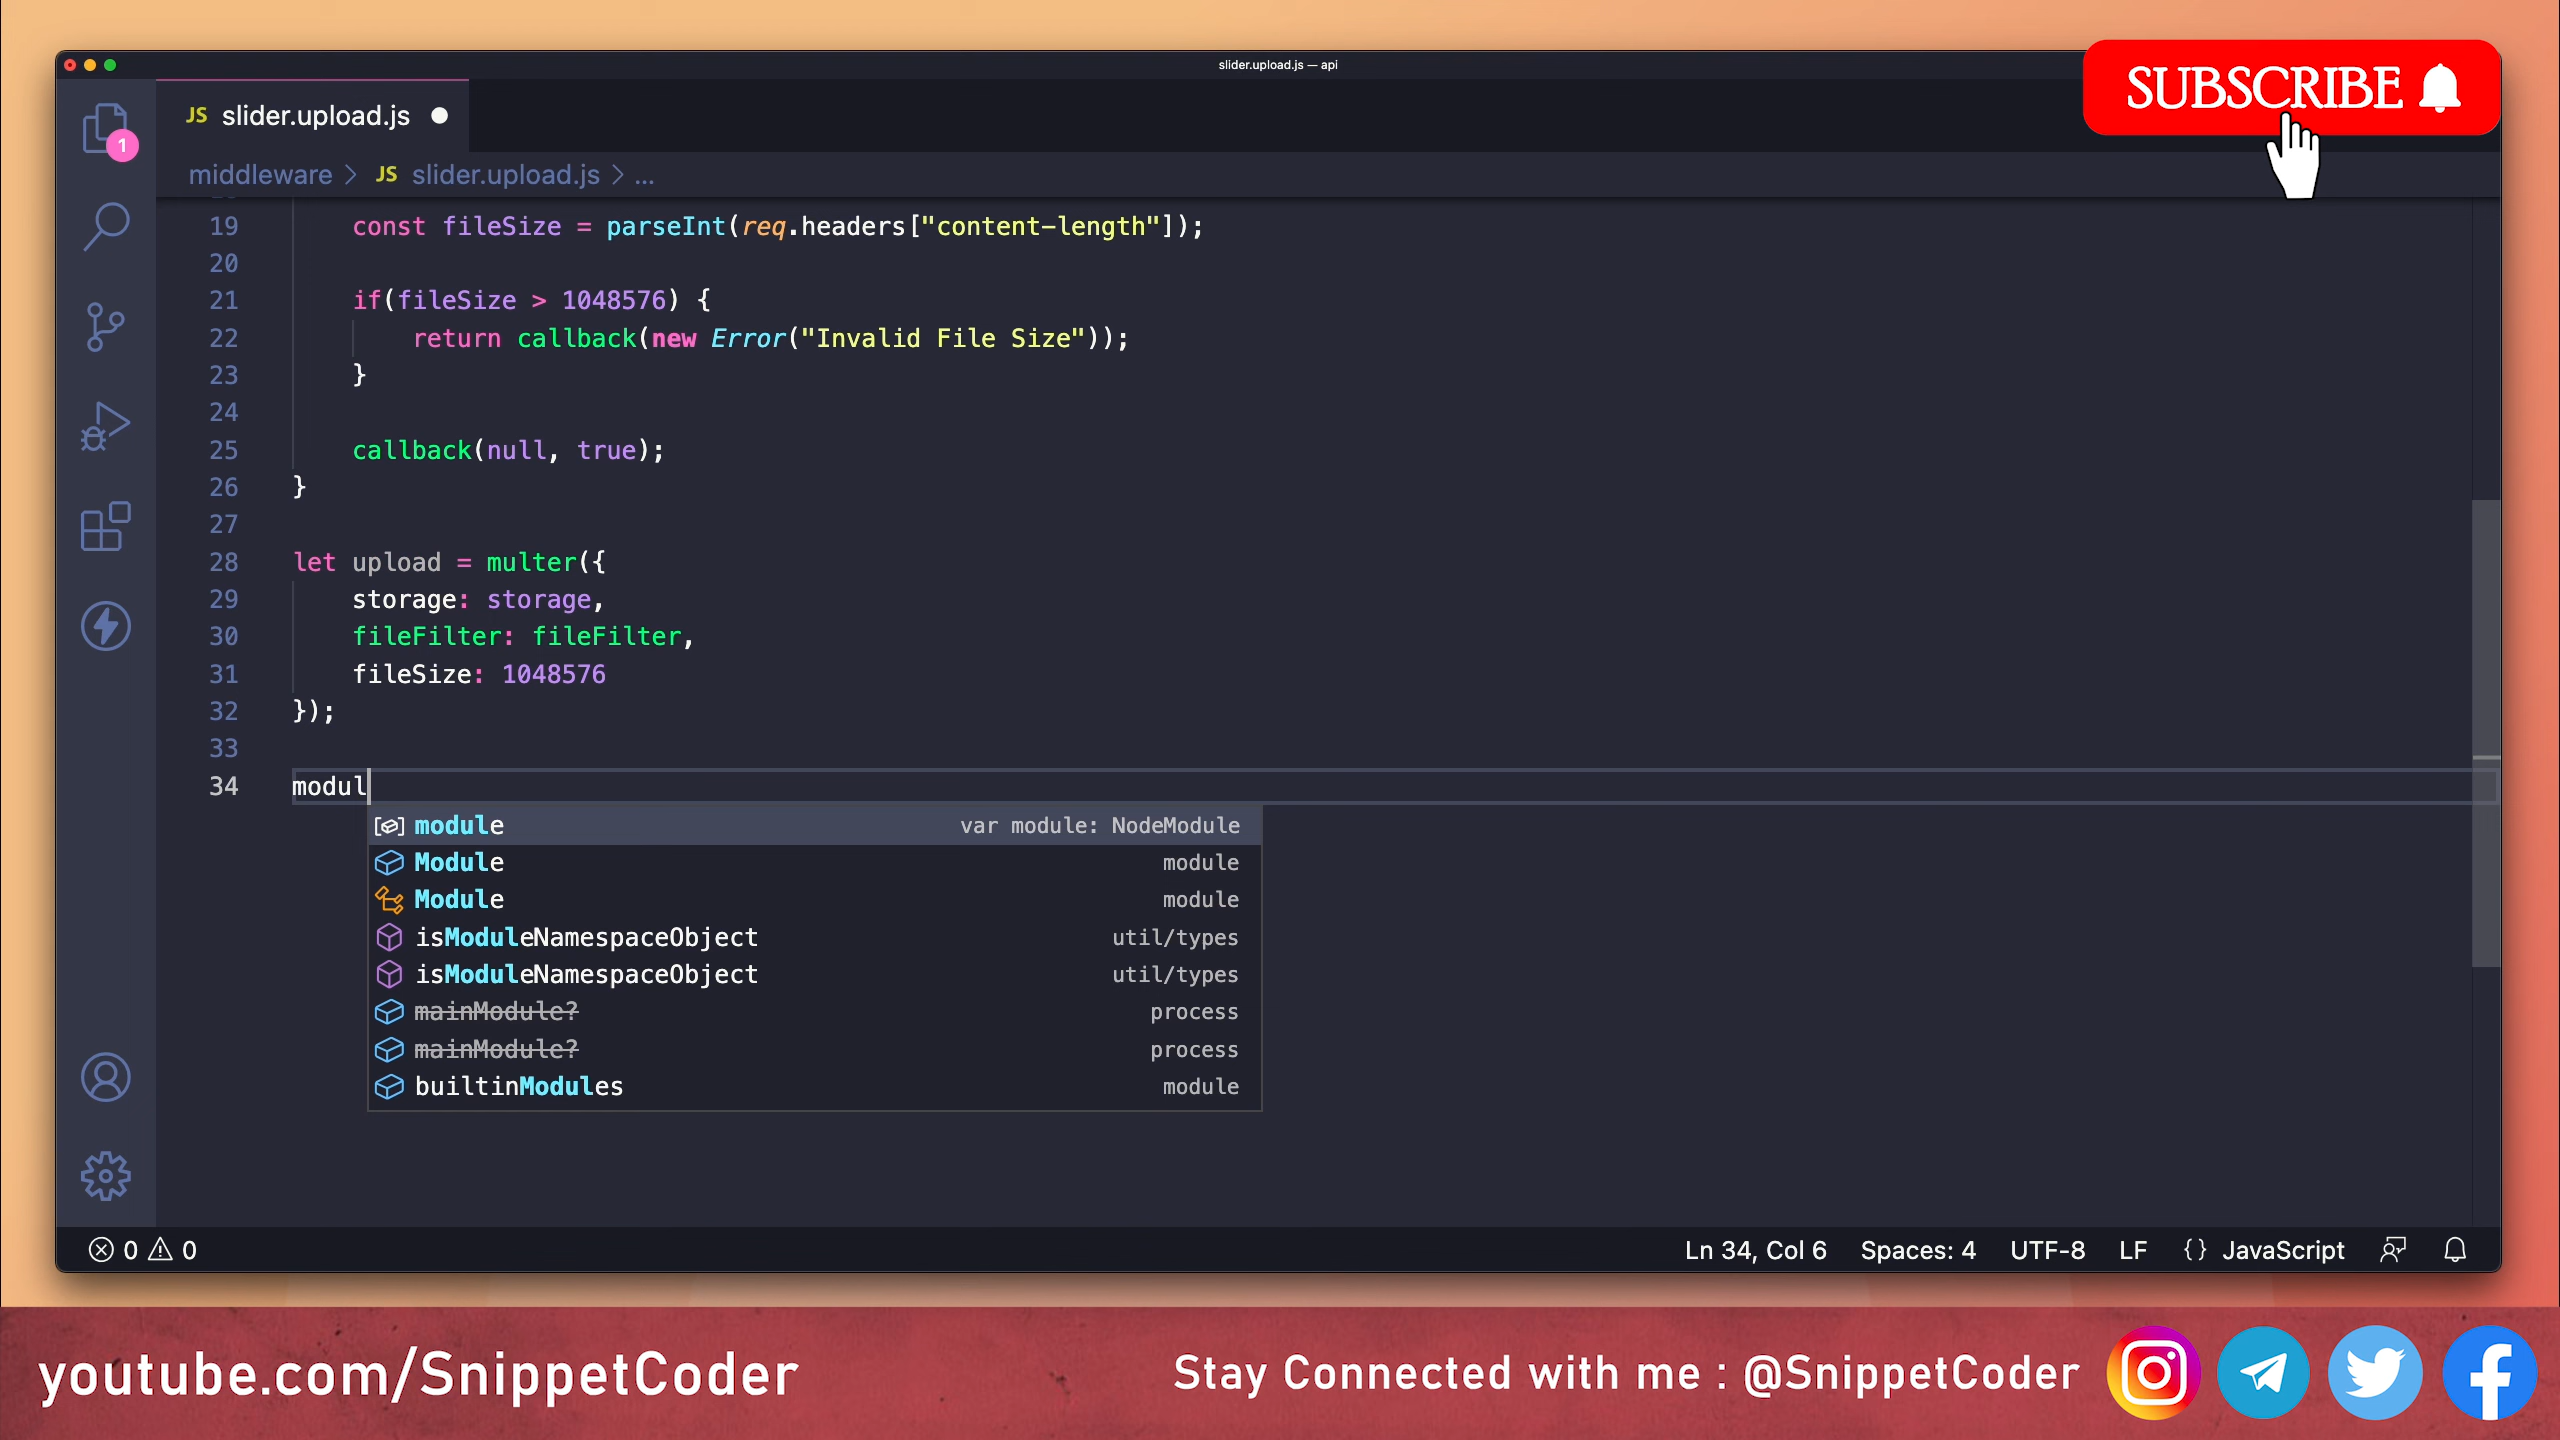 slider.upload.js — api
SUBSCRIBE
JS slider.upload.js
1
middleware > JS slider.upload.js > ...
19 const fileSize = parseInt(req.headers["content-length"]);
20
21 if(fileSize > 1048576) {
22 return callback(new Error("Invalid File Size"));
23 }
24
25 callback(null, true);
26 }
27
28 let upload = multer({
29 storage: storage,
30 fileFilter: fileFilter,
31 fileSize: 1048576
32 });
33
34 modul
module var module: NodeModule
Module module
Module module
isModuleNamespaceObject util/types
isModuleNamespaceObject util/types
mainModule? process
mainModule? process
builtinModules module
0 0 Ln 34, Col 6 Spaces: 4 UTF-8 LF {} JavaScript
youtube.com/SnippetCoder Stay Connected with me : @SnippetCoder